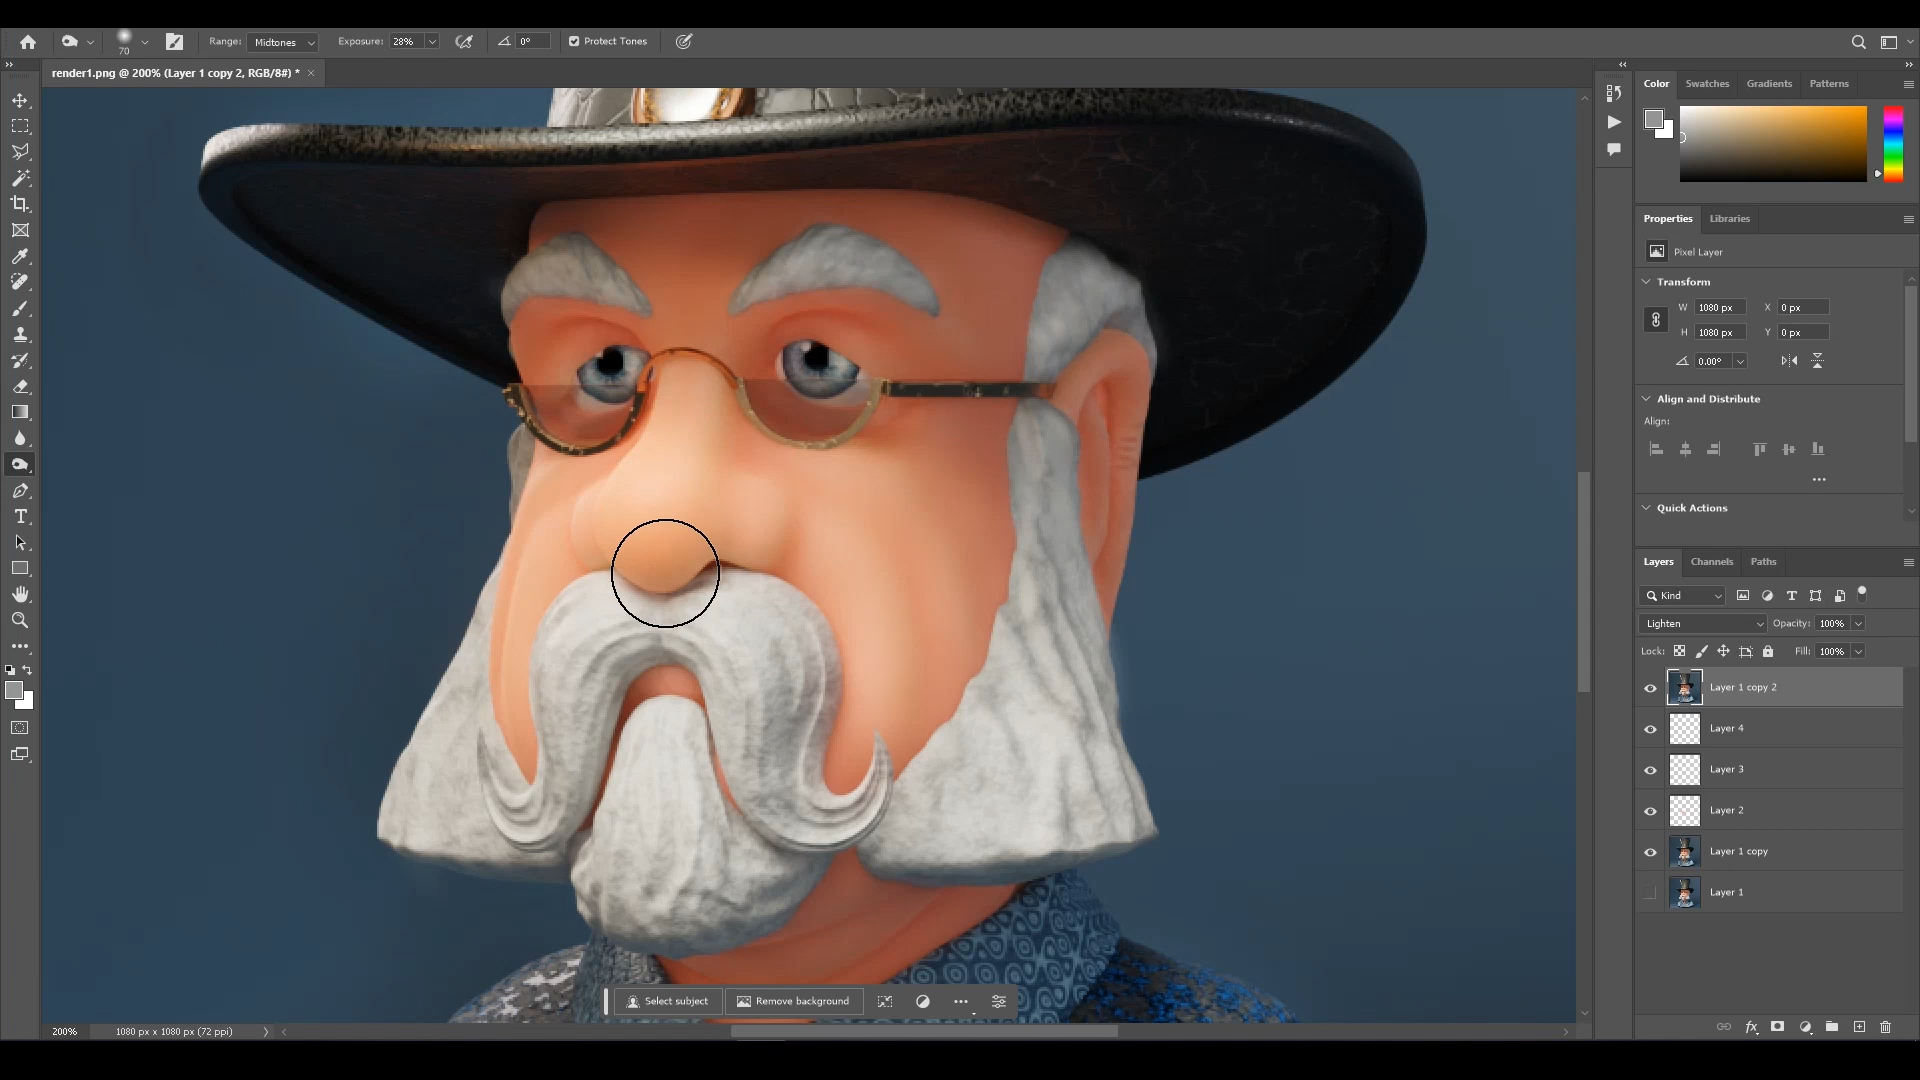 70
Range:
Midtones
Exposure:
28%
0°
Protect Tones
render1.png @ 200% (Layer 1 copy 2, RGB/8#) *
Color
Swatches
Gradients
Patterns
Properties
Libraries
Pixel Layer
Transform
W
1080 px
X
0 px
H
1080 px
Y
0 px
0.00°
Align and Distribute
Align:
Quick Actions
Layers
Channels
Paths
Kind
Lighten
Opacity:
100%
Lock:
Fill:
100%
Layer 1 copy 2
Layer 4
Layer 3
Layer 2
Layer 1 copy
Layer 1
Select subject
Remove background
200%
1080 px x 1080 px (72 ppi)